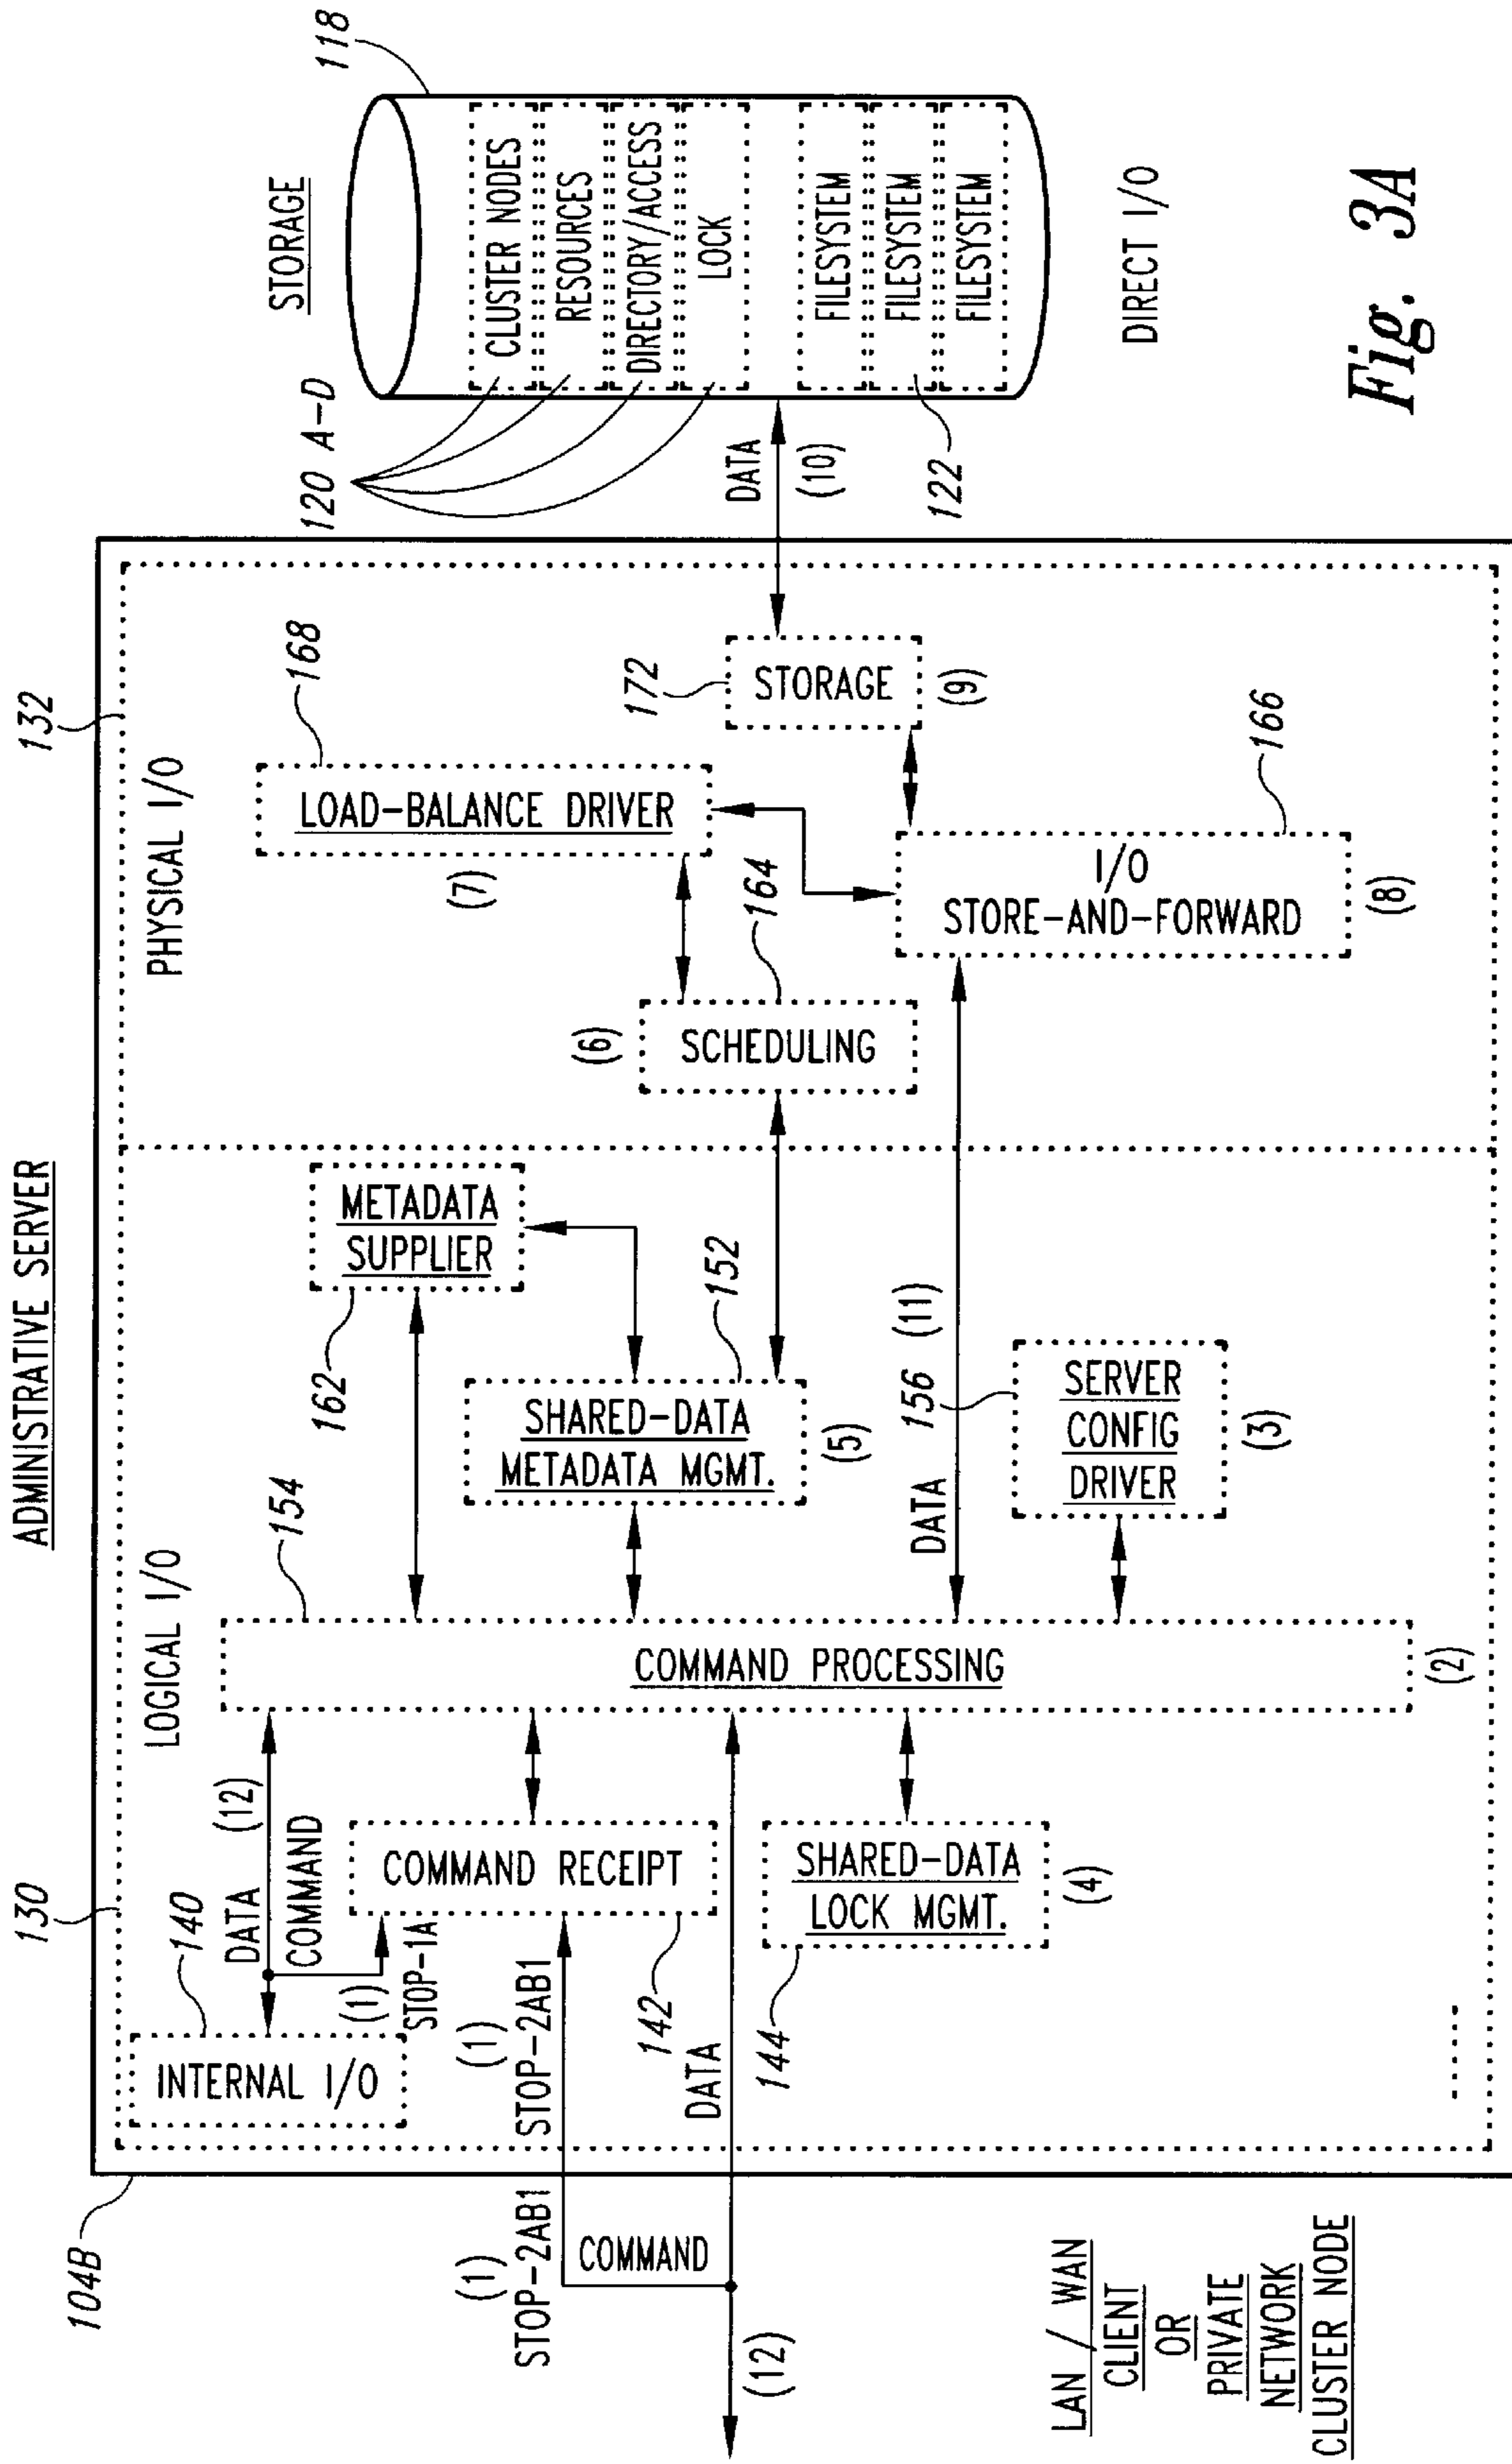 ADMINISTRATIVE SERVER
104B
130
132
LOGICAL I/O
PHYSICAL I/O
INTERNAL I/O
140
DATA
(12)
COMMAND
(1)
STOP-1A
COMMAND RECEIPT
142
(1)
STOP-2AB1
(1)
STOP-2AB1
COMMAND
DATA
(12)
SHARED-DATA
LOCK MGMT.
144
(4)
154
COMMAND PROCESSING
(2)
METADATA
SUPPLIER
162
SHARED-DATA
METADATA MGMT.
152
(5)
DATA
156
(11)
SERVER
CONFIG
DRIVER
(3)
(6)
SCHEDULING
164
LOAD-BALANCE DRIVER
168
(7)
I/O
STORE-AND-FORWARD
166
(8)
172
STORAGE
(9)
DATA
(10)
STORAGE
118
120 A-D
CLUSTER NODES
RESOURCES
DIRECTORY/ACCESS
LOCK
FILESYSTEM
FILESYSTEM
FILESYSTEM
122
DIRECT I/O
LAN / WAN
CLIENT
OR
PRIVATE
NETWORK
CLUSTER NODE
Fig. 3A